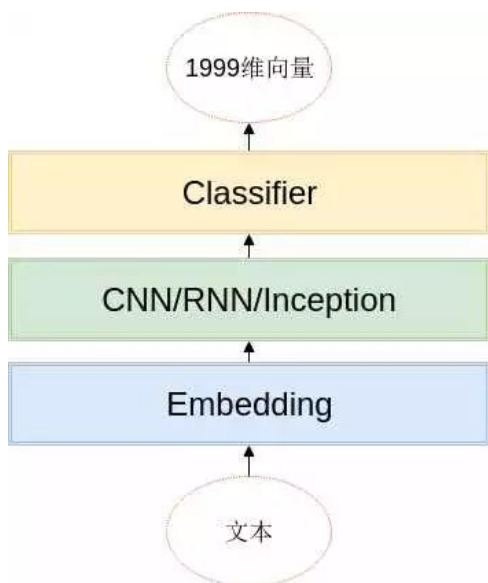 1999维向量
Classifier
CNN/RNN/Inception
Embedding
文本